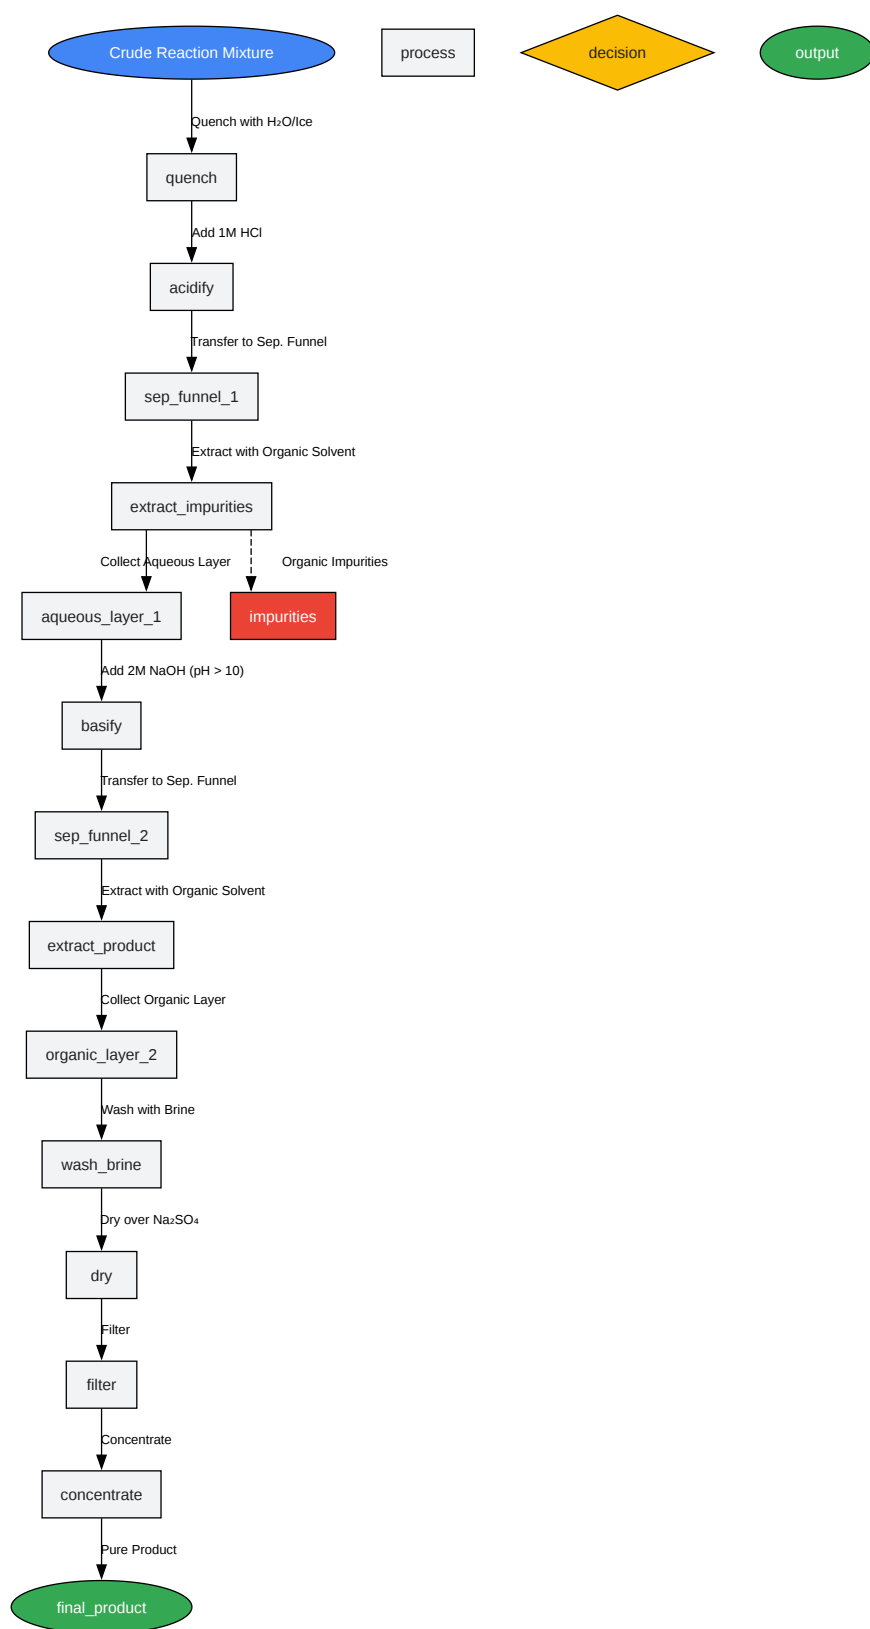 Crude Reaction Mixture
process
decision
output
Quench with H₂O/Ice
quench
Add 1M HCl
acidify
Transfer to Sep. Funnel
sep_funnel_1
Extract with Organic Solvent
extract_impurities
Collect Aqueous Layer
Organic Impurities
aqueous_layer_1
impurities
Add 2M NaOH (pH > 10)
basify
Transfer to Sep. Funnel
sep_funnel_2
Extract with Organic Solvent
extract_product
Collect Organic Layer
organic_layer_2
Wash with Brine
wash_brine
Dry over Na₂SO₄
dry
Filter
filter
Concentrate
concentrate
Pure Product
final_product